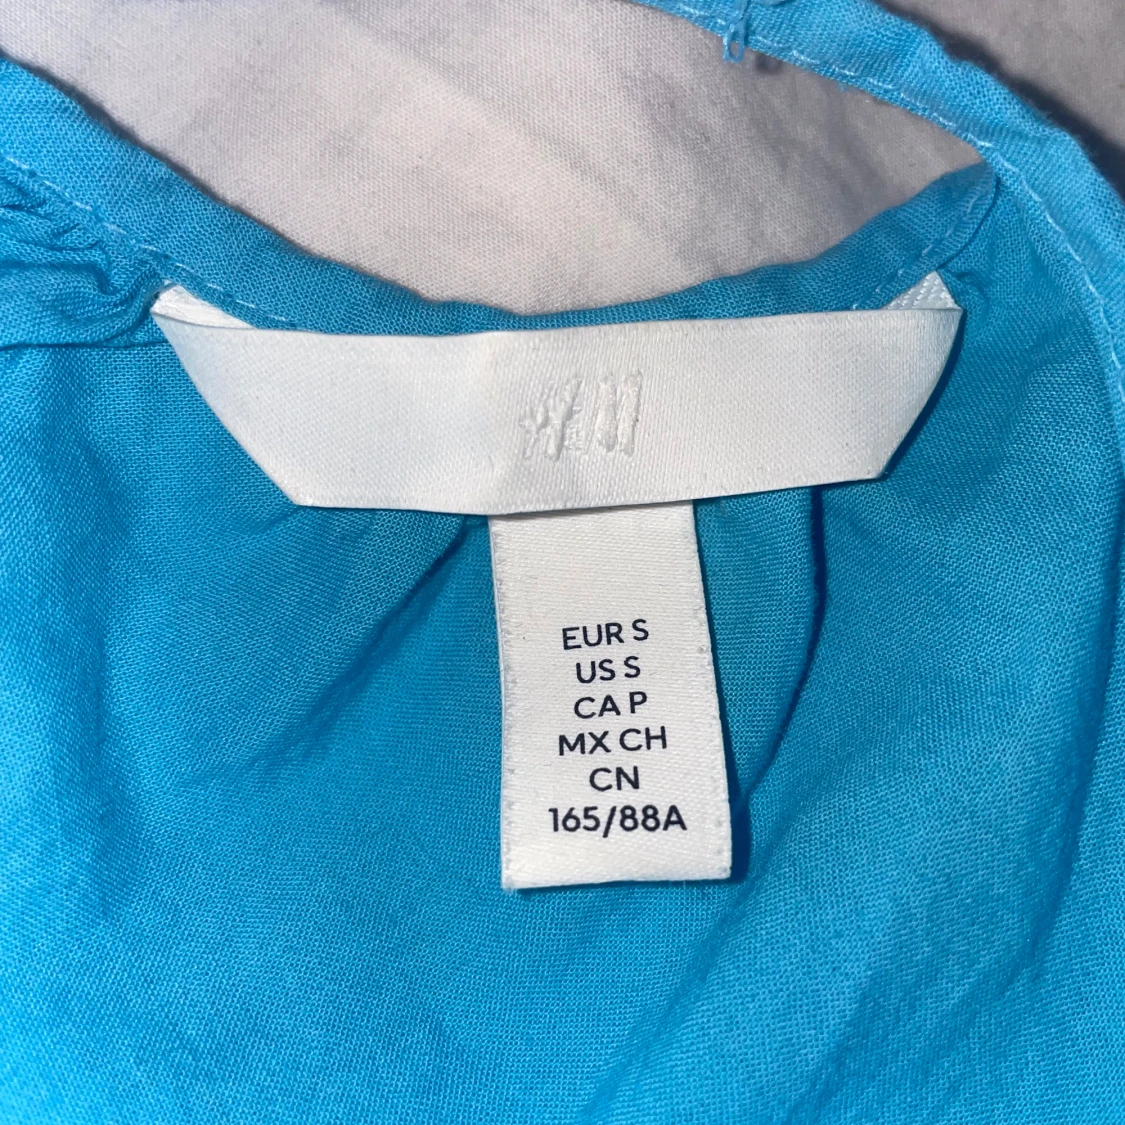 H&M
EUR S
US S
CA P
MX CH
CN
165/88A